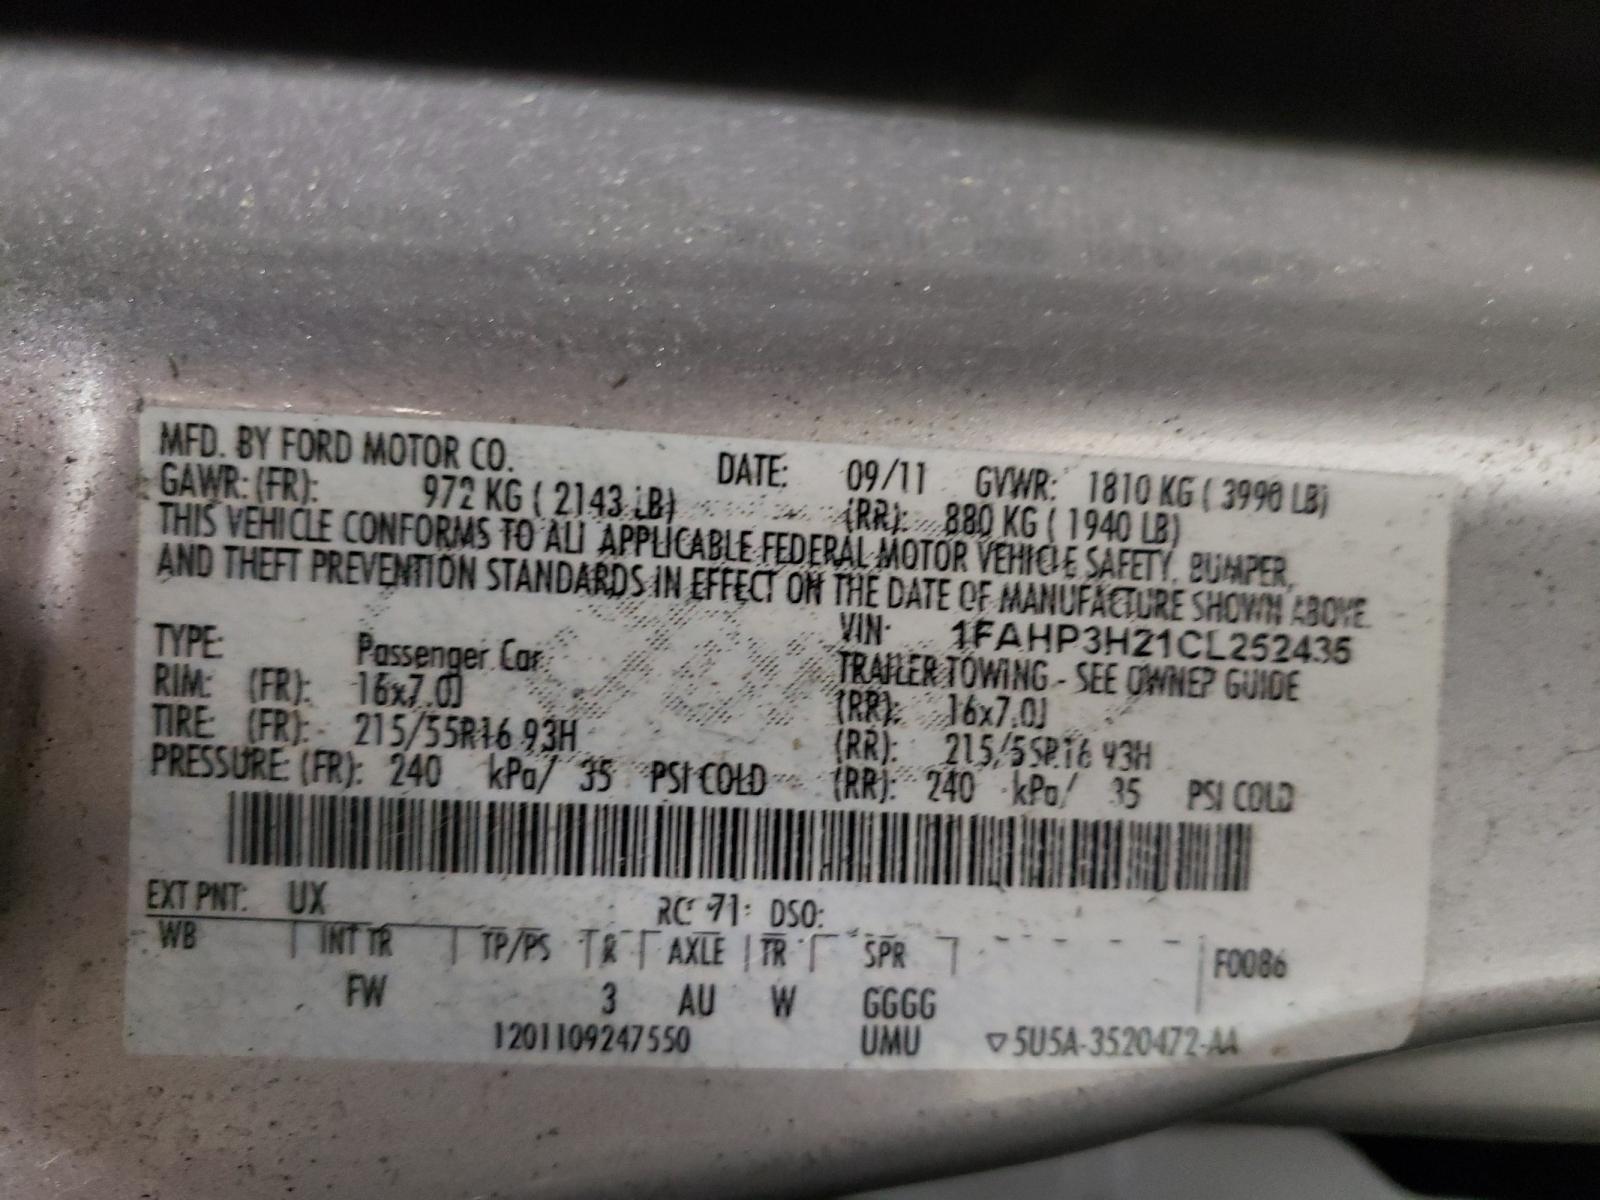 MFD. BY FORD MOTOR CO. DATE: 09/11 GVWR: 1810 KG ( 3990 LB)
GAWR: (FR): 972 KG ( 2143 LB) (RR): 880 KG ( 1940 LB)
THIS VEHICLE CONFORMS TO ALL APPLICABLE FEDERAL MOTOR VEHICLE SAFETY, BUMPER,
AND THEFT PREVENTION STANDARDS IN EFFECT ON THE DATE OF MANUFACTURE SHOWN ABOVE.
VIN: 1FAHP3H21CL252435
TYPE: Passenger Car TRAILER TOWING - SEE OWNER GUIDE
RIM: (FR): 16x7.0J (RR): 16x7.0J
TIRE: (FR): 215/55R16 93H (RR): 215/55R16 93H
PRESSURE: (FR): 240 kPa/ 35 PSI COLD (RR): 240 kPa/ 35 PSI COLD
EXT PNT: UX RC: 71 DSO:
WB INT TR TP/PS R AXLE TR SPR F0086
FW 3 AU W GGGG
1201109247550 UMU ▽5U5A-3520472-AA